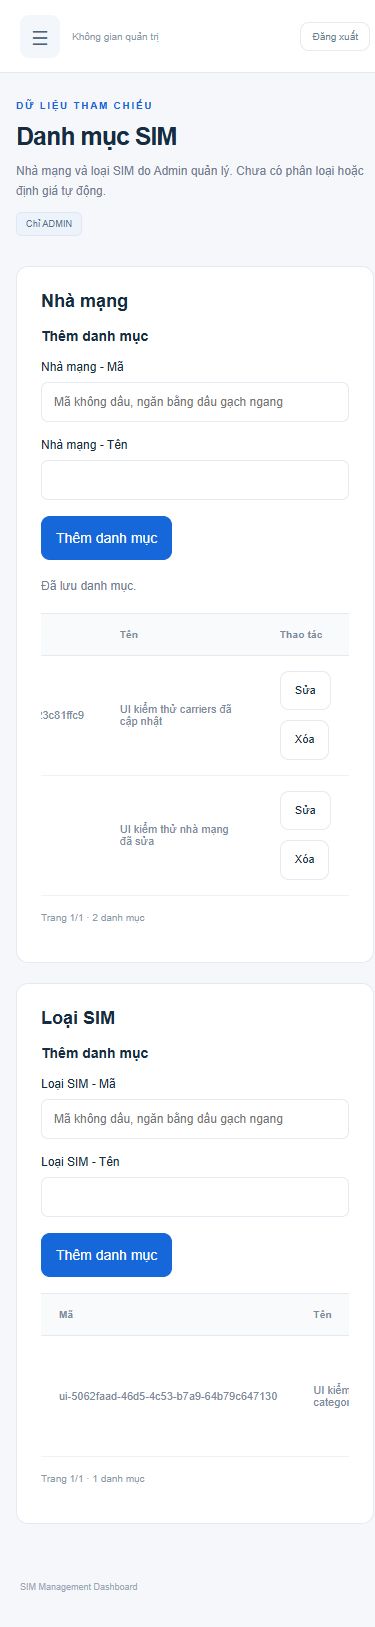 Không gian quản trị
Đăng xuất
DỮ LIỆU THAM CHIẾU
Danh mục SIM
Nhà mạng và loại SIM do Admin quản lý. Chưa có phân loại hoặc
định giá tự động.
Chỉ ADMIN
Nhà mạng
Thêm danh mục
Nhà mạng - Mã
Mã không dấu, ngăn bằng dấu gạch ngang
Nhà mạng - Tên
Thêm danh mục
Đã lưu danh mục.
Tên Thao tác
3c81ffc9 UI kiểm thử carriers đã
cập nhật
Sửa
Xóa
UI kiểm thử nhà mạng
đã sửa
Sửa
Xóa
Trang 1/1 · 2 danh mục
Loại SIM
Thêm danh mục
Loại SIM - Mã
Mã không dấu, ngăn bằng dấu gạch ngang
Loại SIM - Tên
Thêm danh mục
Mã Tên
ui-5062faad-46d5-4c53-b7a9-64b79c647130 UI kiểm
categor
Trang 1/1 · 1 danh mục
SIM Management Dashboard